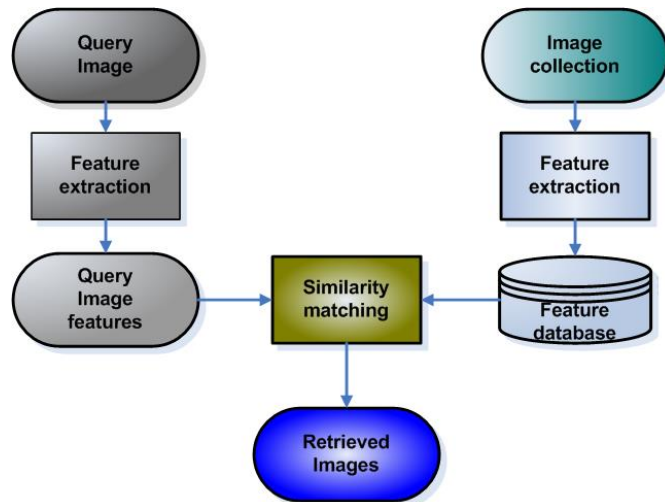 Query
Image
Image
collection
Feature
extraction
Feature
extraction
Query
Image
features
Similarity
matching
Feature
database
Retrieved
Images